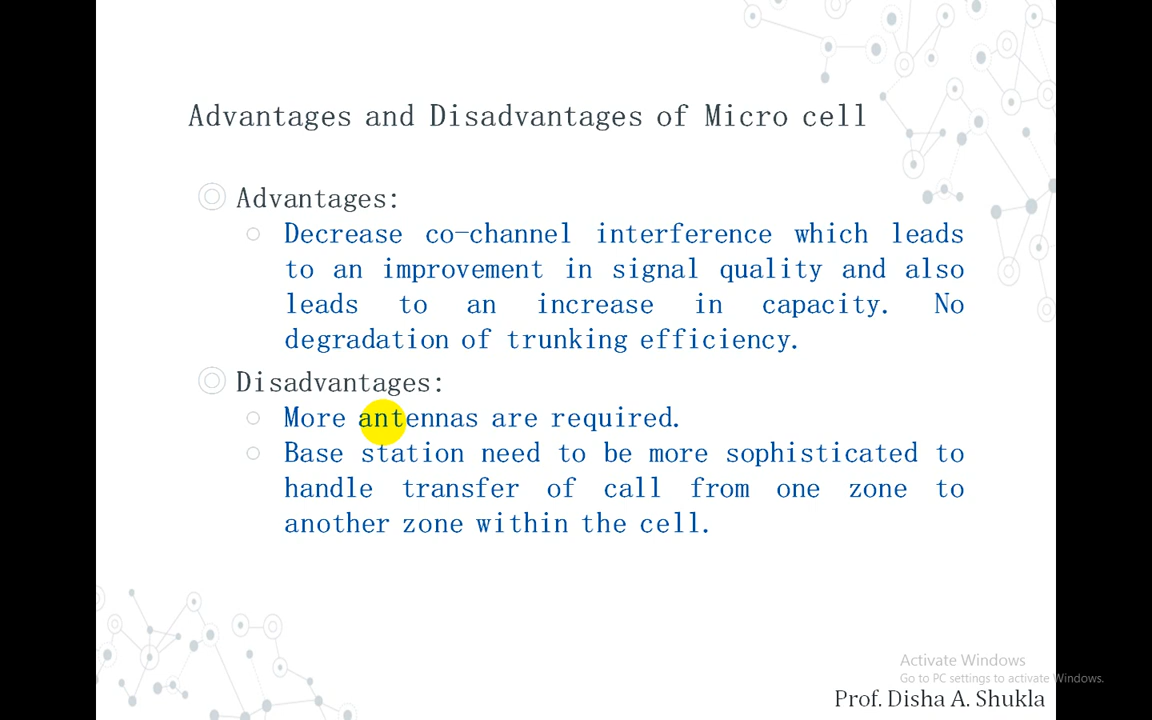 Advantages and Disadvantages of Micro cell
Advantages:
Decrease co-channel interference which leads
to an improvement in signal quality and also
leads to an increase in capacity. No
degradation of trunking efficiency.
Disadvantages:
More antennas are required.
Base station need to be more sophisticated to
handle transfer of call from one zone to
another zone within the cell.
Activate Windows
Go to PC settings to activate Windows.
Prof. Disha A. Shukla